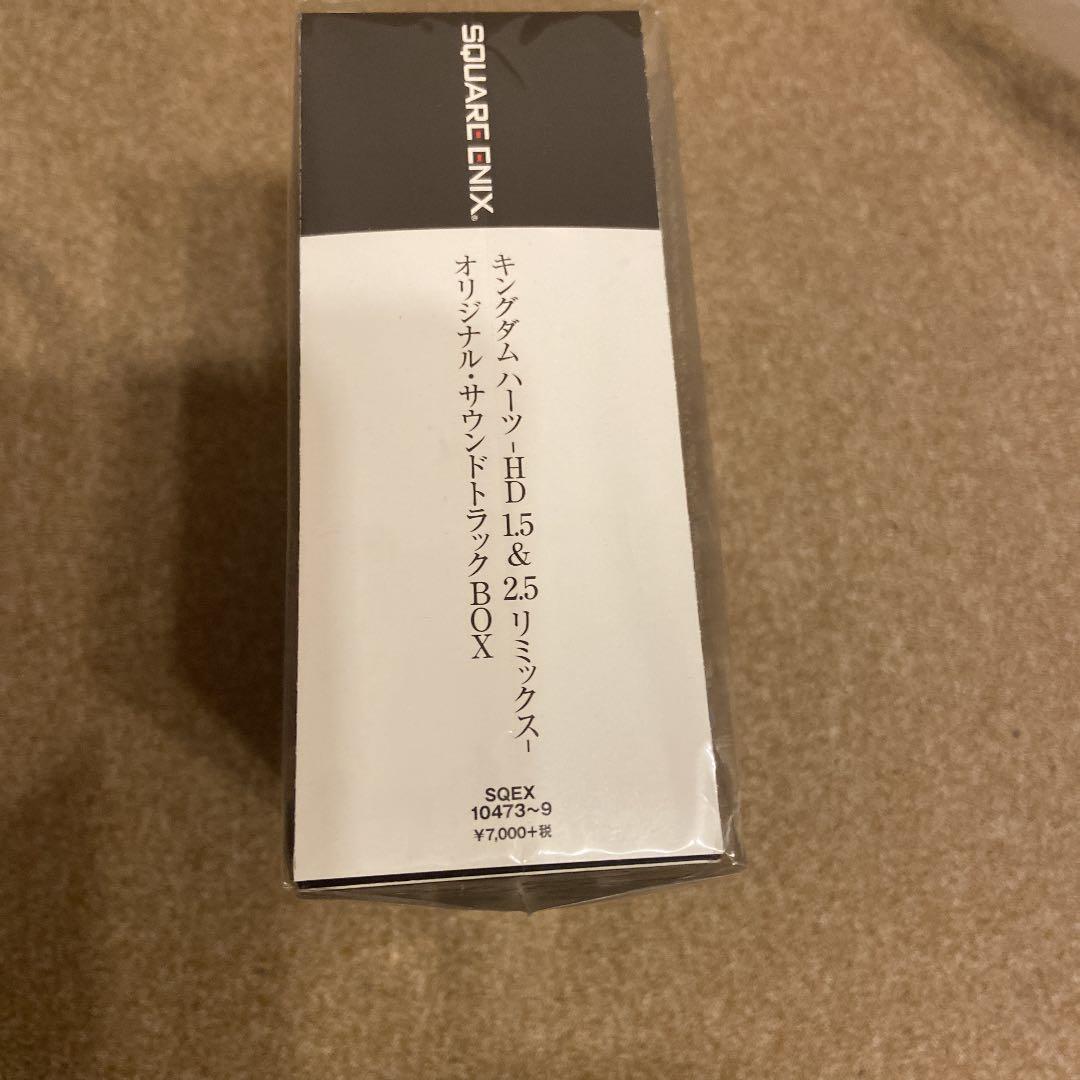 SQUARE ENIX®
キングダム ハーツ -HD 1.5 & 2.5 リミックス-
オリジナル・サウンドトラック BOX
SQEX
10473~9
¥7,000+税